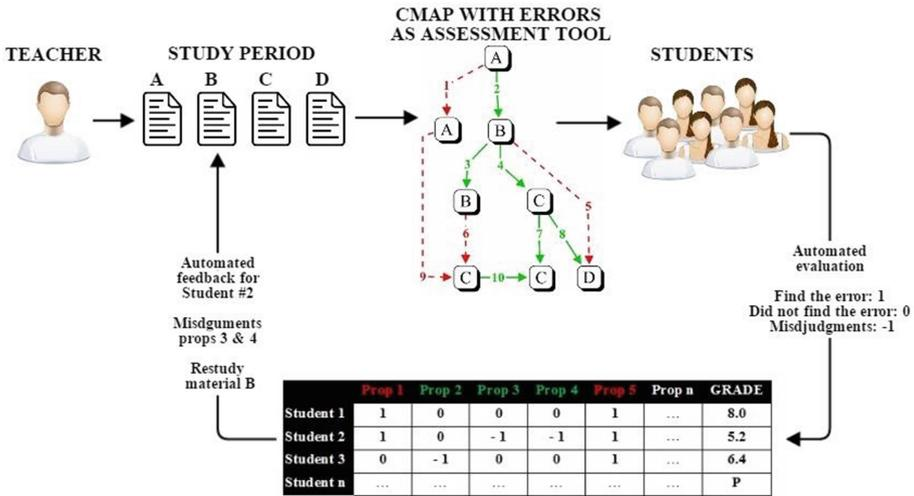 CMAP WITH ERRORS
AS ASSESSMENT TOOL
TEACHER
STUDY PERIOD
STUDENTS
A B C D
A
1 2
A B
3 4
5
B C
6 7 8
9 C 10 C D
Automated
feedback for
Student #2
Misdguments
props 3 & 4
Restudy
material B
Automated
evaluation
Find the error: 1
Did not find the error: 0
Misdjudgments: -1
Prop 1 Prop 2 Prop 3 Prop 4 Prop 5 Prop n GRADE
Student 1 1 0 0 0 1 ... 8.0
Student 2 1 0 -1 -1 1 ... 5.2
Student 3 0 -1 0 0 1 ... 6.4
Student n ... ... ... ... ... ... P